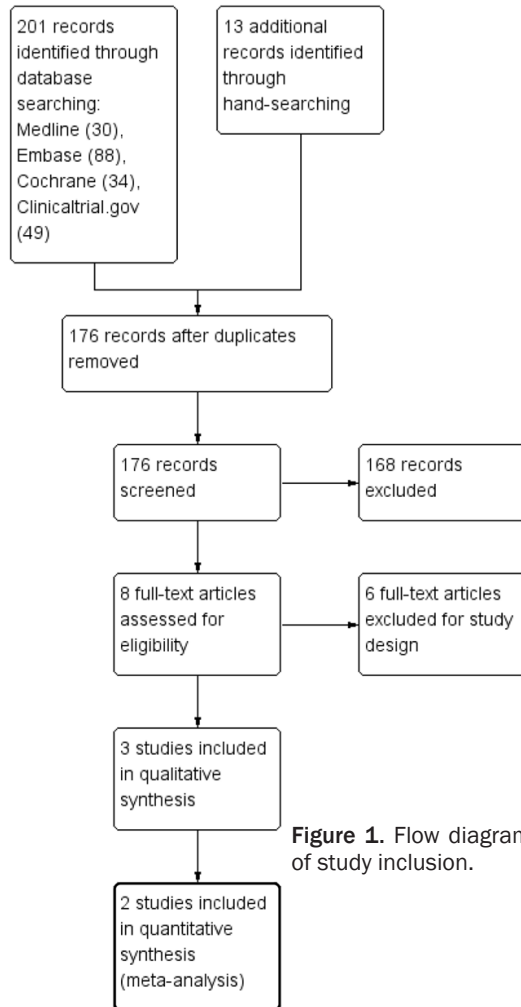 201 records
identified through
database
searching:
Medline (30),
Embase (88),
Cochrane (34),
Clinicaltrial.gov
(49)
13 additional
records identified
through
hand-searching
176 records after duplicates
removed
176 records
screened
168 records
excluded
8 full-text articles
assessed for
eligibility
6 full-text articles
excluded for study
design
3 studies included
in qualitative
synthesis
Figure 1. Flow diagram
of study inclusion.
2 studies included
in quantitative
synthesis
(meta-analysis)